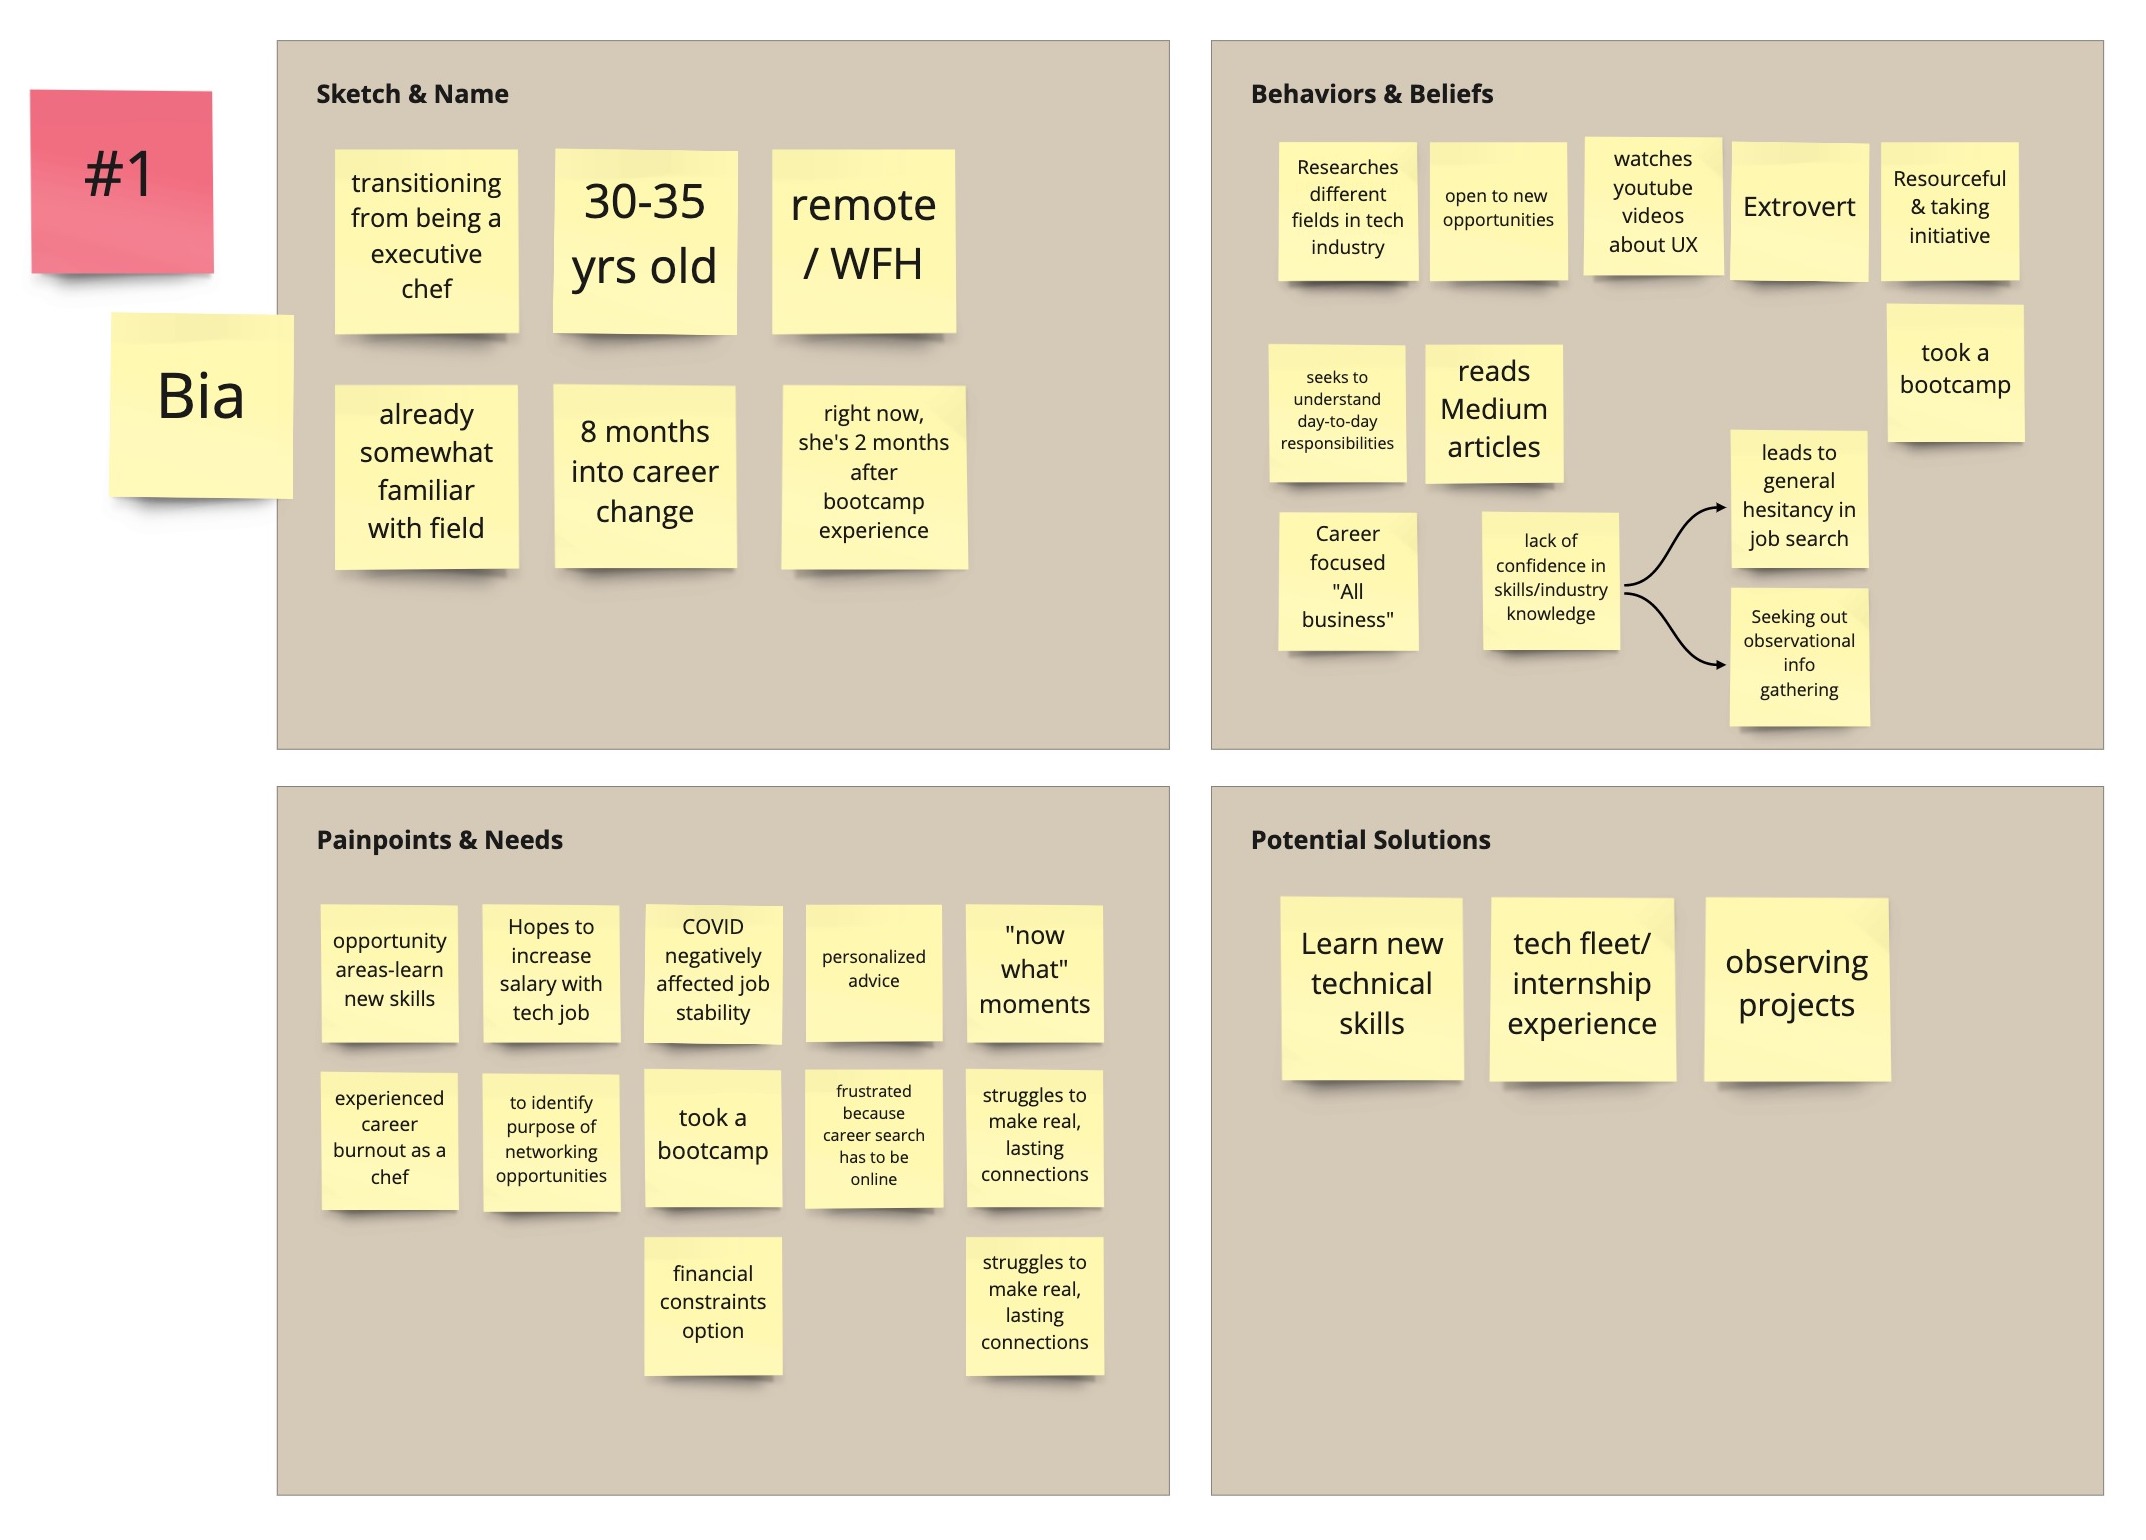 #1
Bia
Sketch & Name
transitioning
from being a
executive
chef
30-35
yrs old
remote
/ WFH
already
somewhat
familiar
with field
8 months
into career
change
right now,
she's 2 months
after
bootcamp
experience
Behaviors & Beliefs
Researches
different
fields in tech
industry
open to new
opportunities
watches
youtube
videos
about UX
Extrovert
Resourceful
& taking
initiative
took a
bootcamp
seeks to
understand
day-to-day
responsibilities
reads
Medium
articles
Career
focused
"All
business"
lack of
confidence in
skills/industry
knowledge
leads to
general
hesitancy in
job search
Seeking out
observational
info
gathering
Painpoints & Needs
opportunity
areas-learn
new skills
Hopes to
increase
salary with
tech job
COVID
negatively
affected job
stability
personalized
advice
"now
what"
moments
experienced
career
burnout as a
chef
to identify
purpose of
networking
opportunities
took a
bootcamp
frustrated
because
career search
has to be
online
struggles to
make real,
lasting
connections
financial
constraints
option
struggles to
make real,
lasting
connections
Potential Solutions
Learn new
technical
skills
tech fleet/
internship
experience
observing
projects